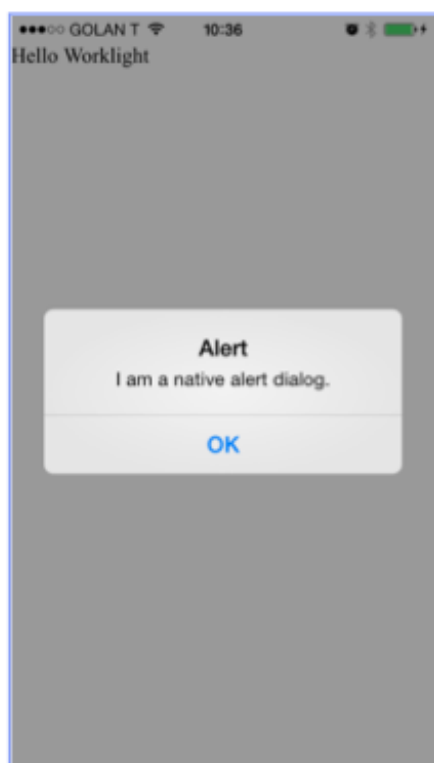 GOLAN T 10:36
Hello Worklight
Alert
I am a native alert dialog.
OK